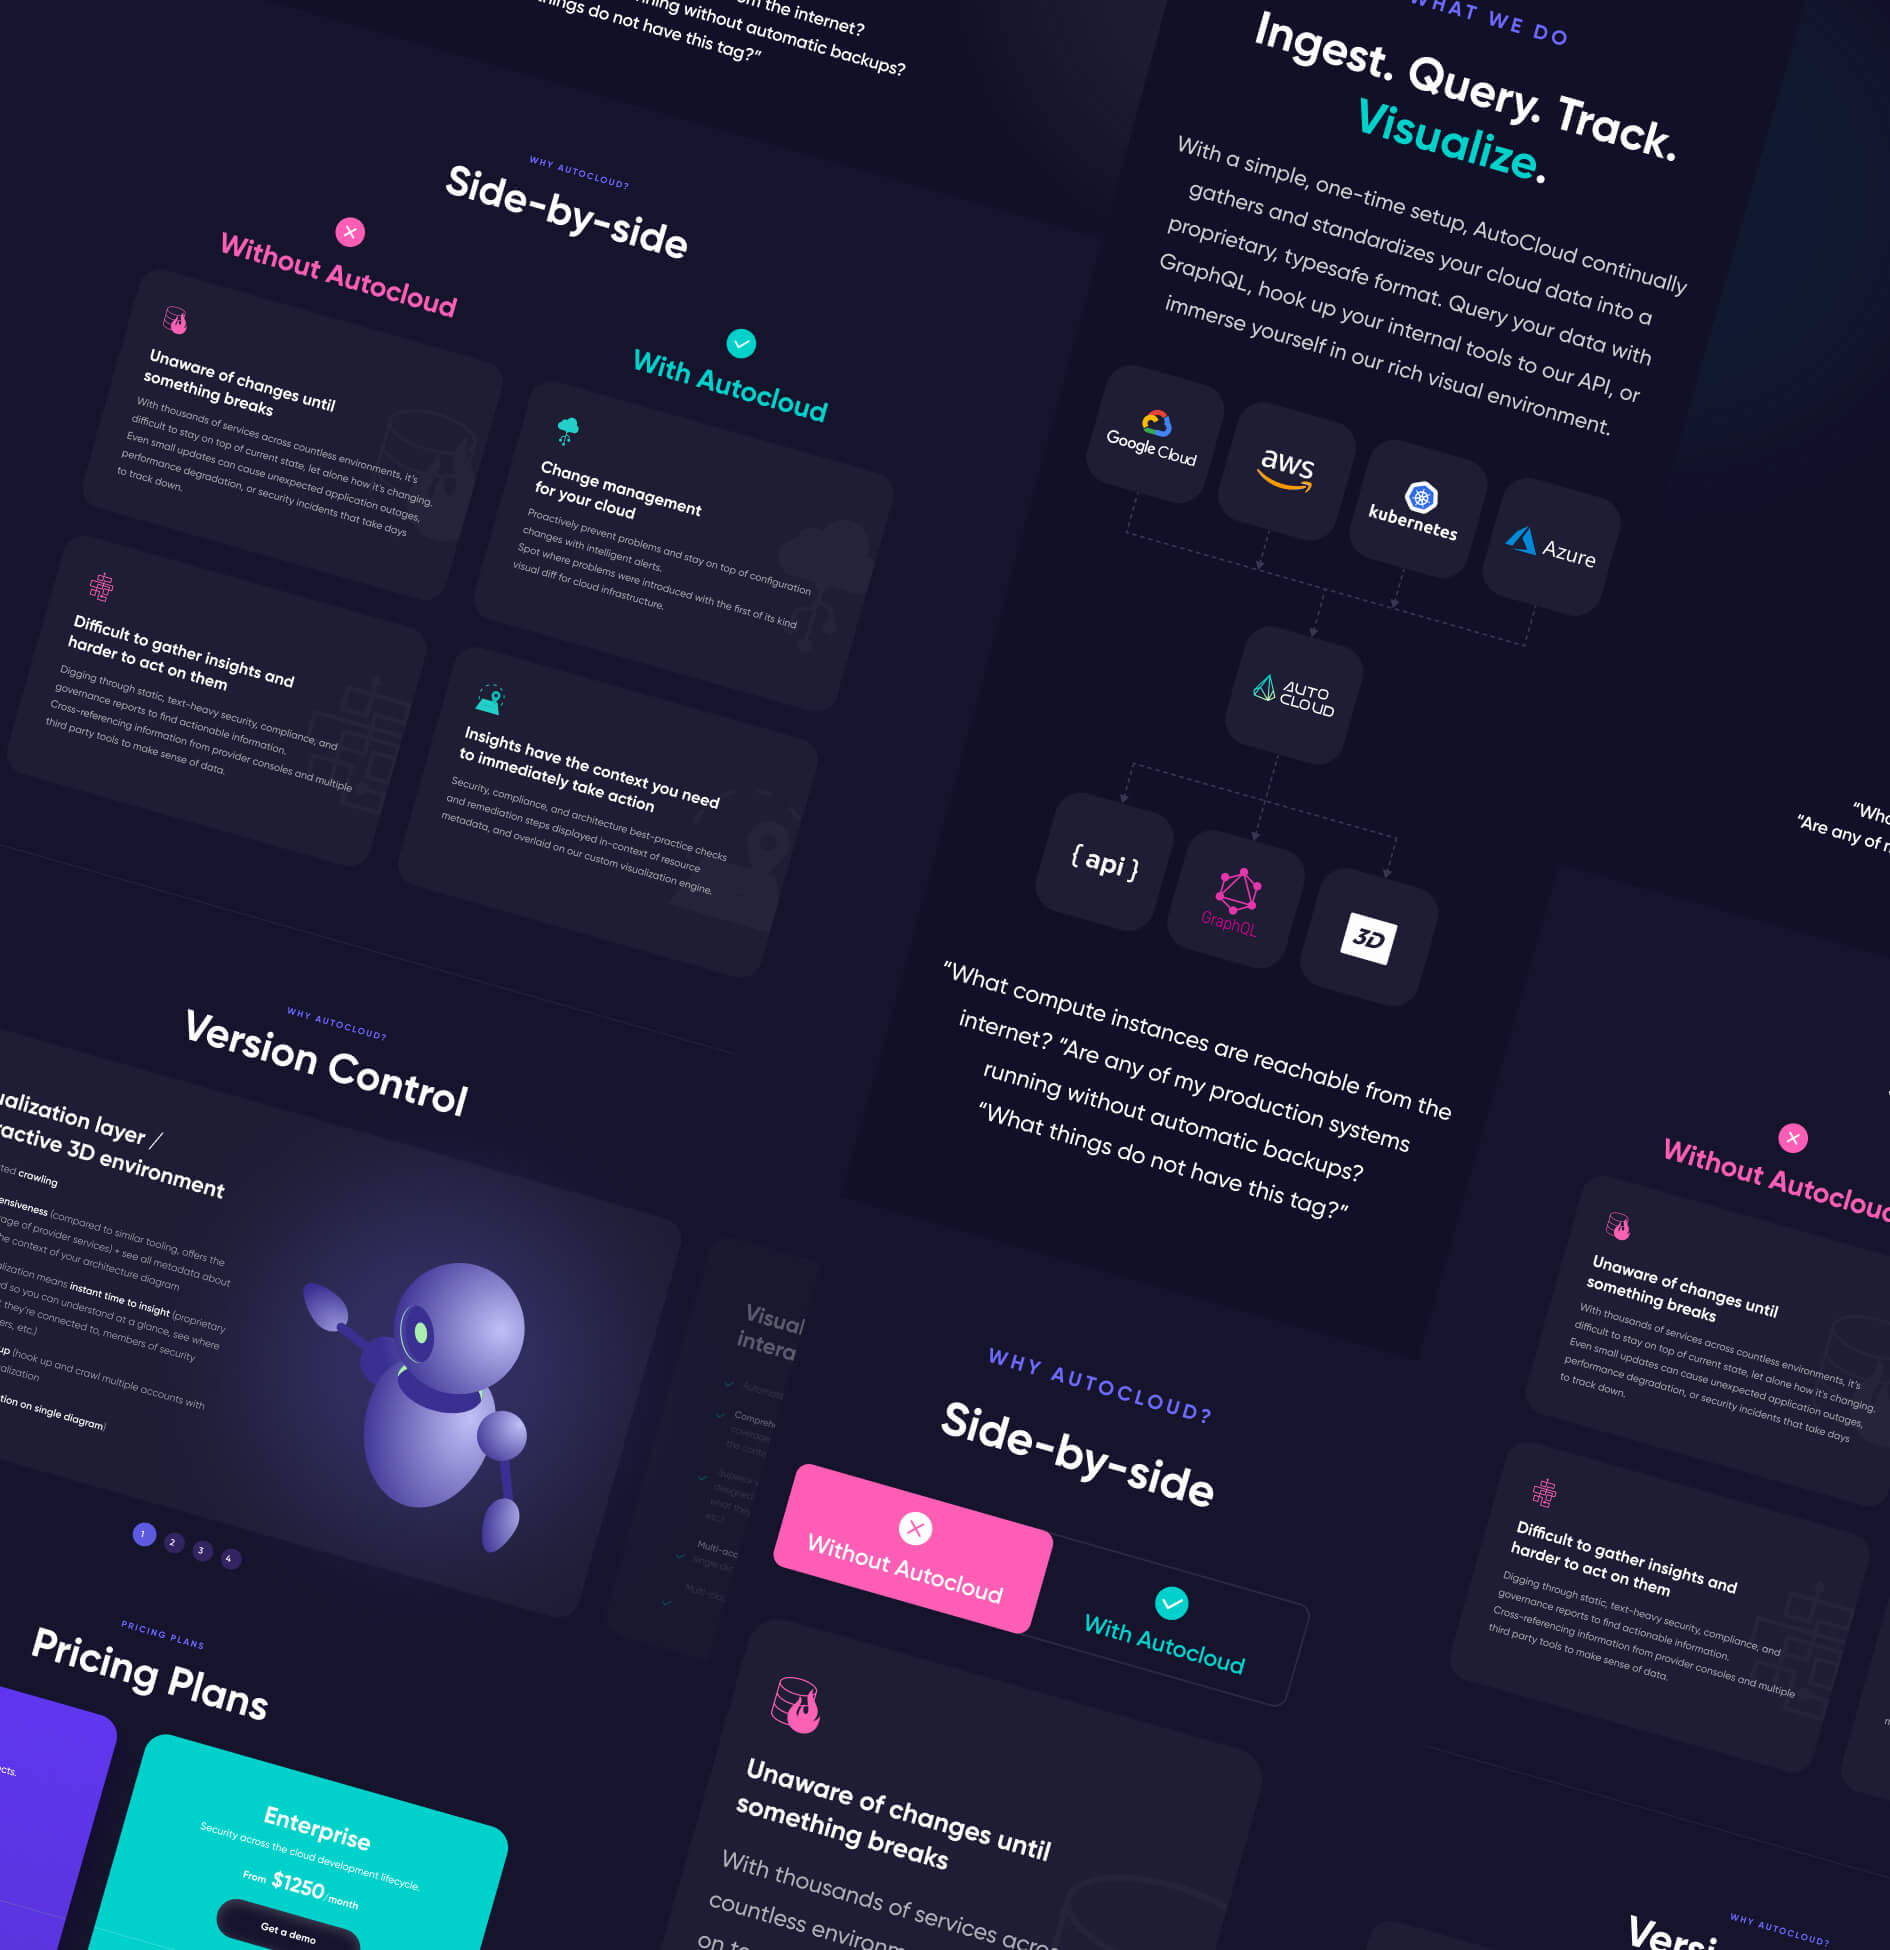 m the internet?
ning without automatic backups?
hings do not have this tag?”
WHY AUTOCLOUD?
Side-by-side
Without Autocloud
Unaware of changes until
something breaks
With thousands of services across countless environments, it's
difficult to stay on top of current state, let alone how it's changing.
Even small updates can cause unexpected application outages,
performance degradation, or security incidents that take days
to track down.
Difficult to gather insights and
harder to act on them
Digging through static, text-heavy security, compliance, and
governance reports to find actionable information.
Cross-referencing information from provider consoles and multiple
third party tools to make sense of data.
With Autocloud
Change management
for your cloud
Proactively prevent problems and stay on top of configuration
changes with intelligent alerts.
Spot where problems were introduced with the first of its kind
visual diff for cloud infrastructure.
Insights have the context you need
to immediately take action
Security, compliance, and architecture best-practice checks
and remediation steps displayed in-context of resource
metadata, and overlaid on our custom visualization engine.
WHY AUTOCLOUD?
Version Control
ualization layer /
ractive 3D environment
ted crawling
ensiveness (compared to similar tooling, offers the
rage of provider services) + see all metadata about
he context of your architecture diagram
alization means instant time to insight (proprietary
d so you can understand at a glance, see where
t they're connected to, members of security
ers, etc.)
up (hook up and crawl multiple accounts with
alization
tion on single diagram)
1 2 3 4
Visual
intera
Automate
Comprehe
coverage
the conte
Superior v
designed
what they
etc.)
Multi-acc
single die
Multi-clou
PRICING PLANS
Pricing Plans
cts.
Enterprise
Security across the cloud development lifecycle.
From $1250/month
Get a demo
WHAT WE DO
Ingest. Query. Track.
Visualize.
With a simple, one-time setup, AutoCloud continually
gathers and standardizes your cloud data into a
proprietary, typesafe format. Query your data with
GraphQL, hook up your internal tools to our API, or
immerse yourself in our rich visual environment.
Google Cloud
aws
kubernetes
Azure
AUTO
CLOUD
{ api }
GraphQL
3D
“What compute instances are reachable from the
internet? “Are any of my production systems
running without automatic backups?
“What things do not have this tag?”
WHY AUTOCLOUD?
Side-by-side
Without Autocloud
With Autocloud
Unaware of changes until
something breaks
With thousands of services acro
countless environm
on to
“Wha
“Are any of m
Without Autocloud
Unaware of changes until
something breaks
With thousands of services across countless environments, it's
difficult to stay on top of current state, let alone how it's changing.
Even small updates can cause unexpected application outages,
performance degradation, or security incidents that take days
to track down.
Difficult to gather insights and
harder to act on them
Digging through static, text-heavy security, compliance, and
governance reports to find actionable information.
Cross-referencing information from provider consoles and multiple
third party tools to make sense of data.
WHY AUTOCLOUD?
Versi